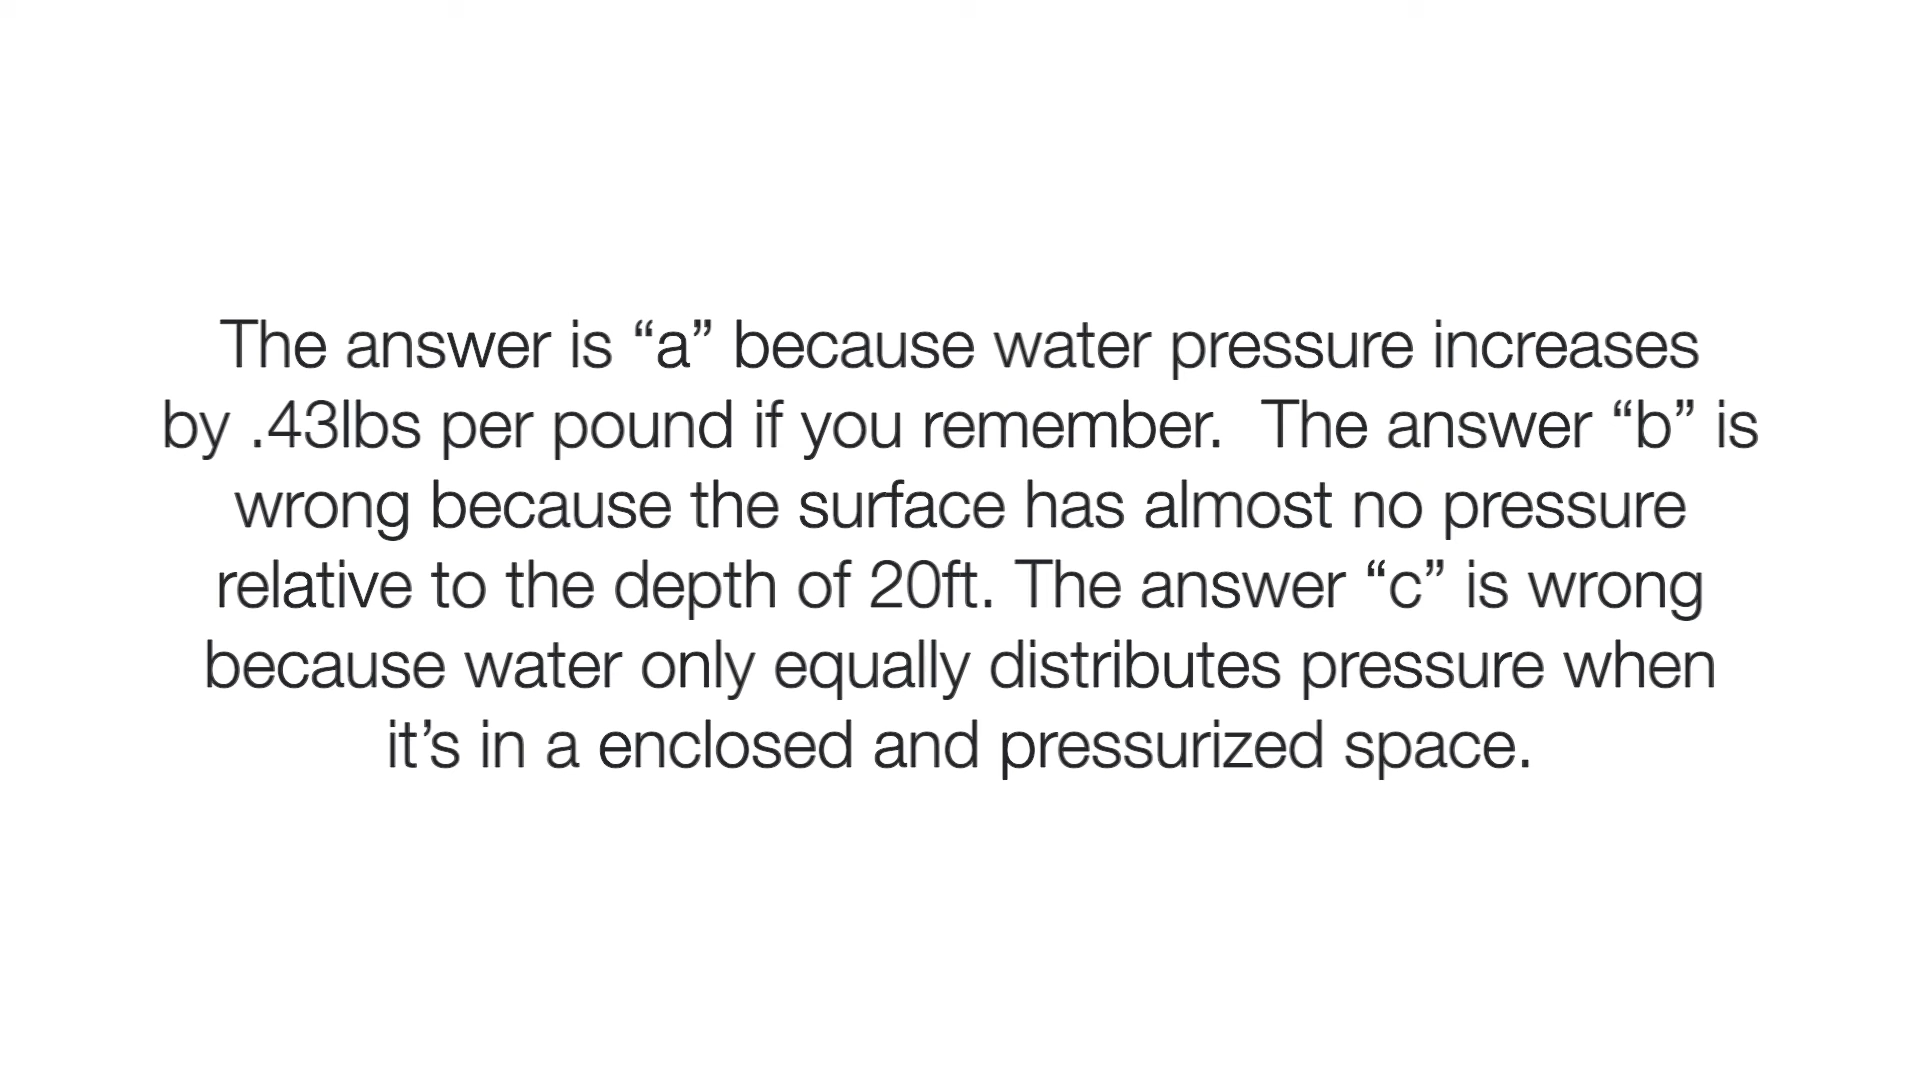 The answer is “a” because water pressure increases
by .43lbs per pound if you remember.  The answer “b” is
wrong because the surface has almost no pressure
relative to the depth of 20ft. The answer “c” is wrong
because water only equally distributes pressure when
it’s in a enclosed and pressurized space.